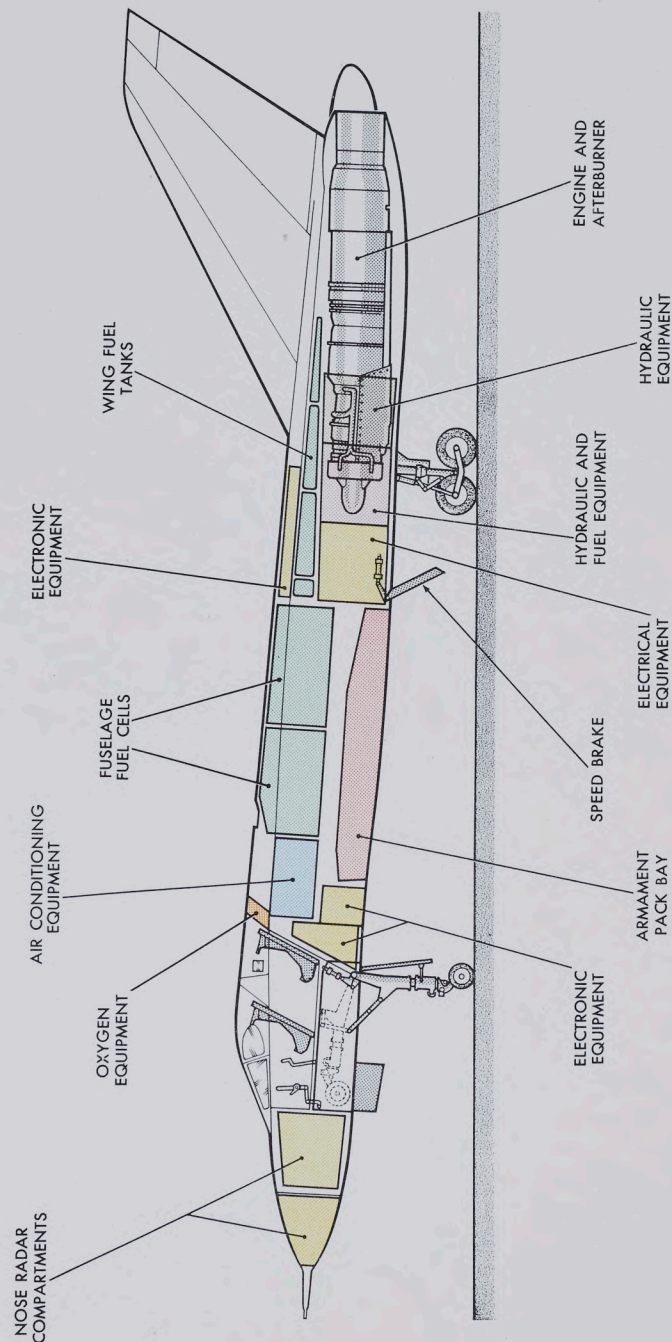 NOSE RADAR
COMPARTMENTS
OXYGEN
EQUIPMENT
AIR CONDITIONING
EQUIPMENT
FUSELAGE
FUEL CELLS
ELECTRONIC
EQUIPMENT
WING FUEL
TANKS
ELECTRONIC
EQUIPMENT
ARMAMENT
PACK BAY
SPEED BRAKE
ELECTRICAL
EQUIPMENT
HYDRAULIC AND
FUEL EQUIPMENT
HYDRAULIC
EQUIPMENT
ENGINE AND
AFTERBURNER